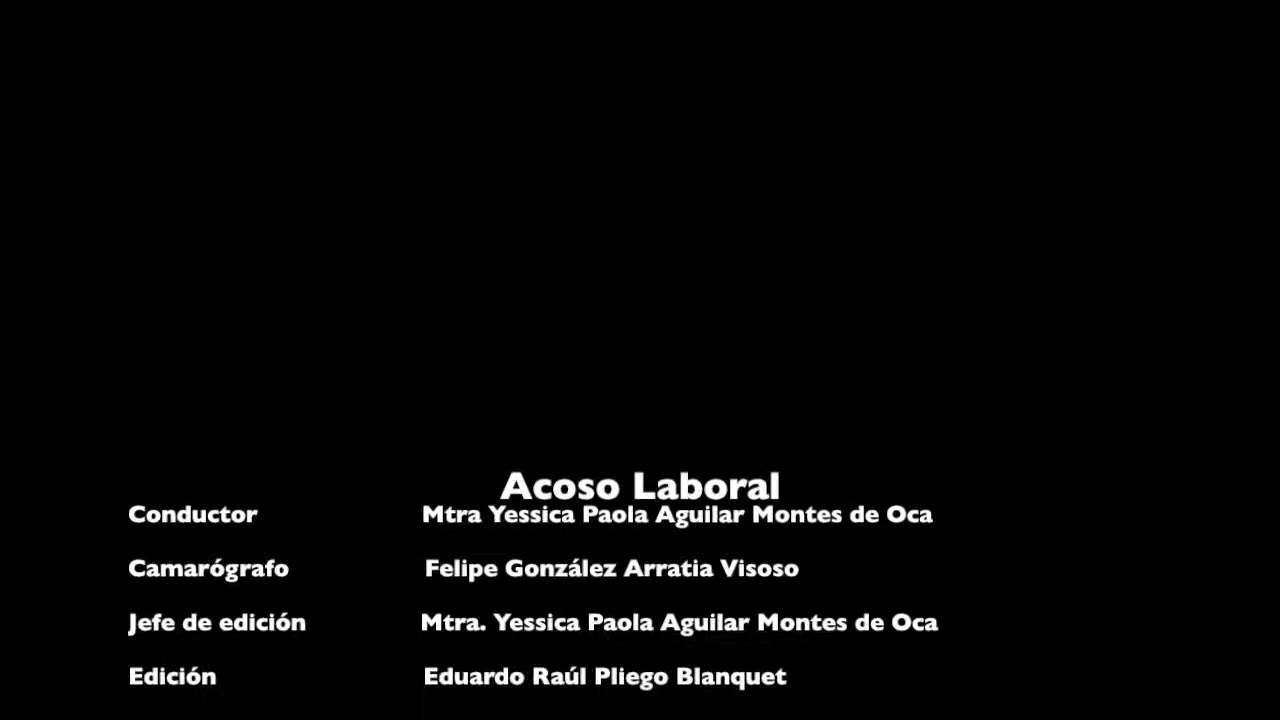 Acoso Laboral
Conductor Mtra Yessica Paola Aguilar Montes de Oca
Camarógrafo Felipe González Arratia Visoso
Jefe de edición Mtra. Yessica Paola Aguilar Montes de Oca
Edición Eduardo Raúl Pliego Blanquet